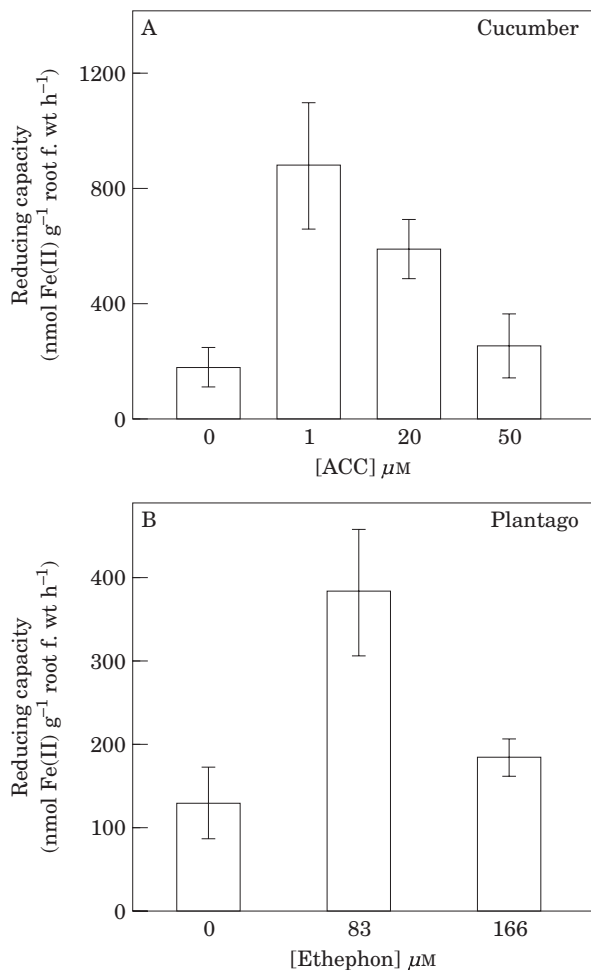 A Cucumber
1200
800
400
0
Reducing capacity
(nmol Fe(II) g⁻¹ root f. wt h⁻¹)
0 1 20 50
[ACC] μM
B Plantago
400
300
200
100
0
Reducing capacity
(nmol Fe(II) g⁻¹ root f. wt h⁻¹)
0 83 166
[Ethephon] μM